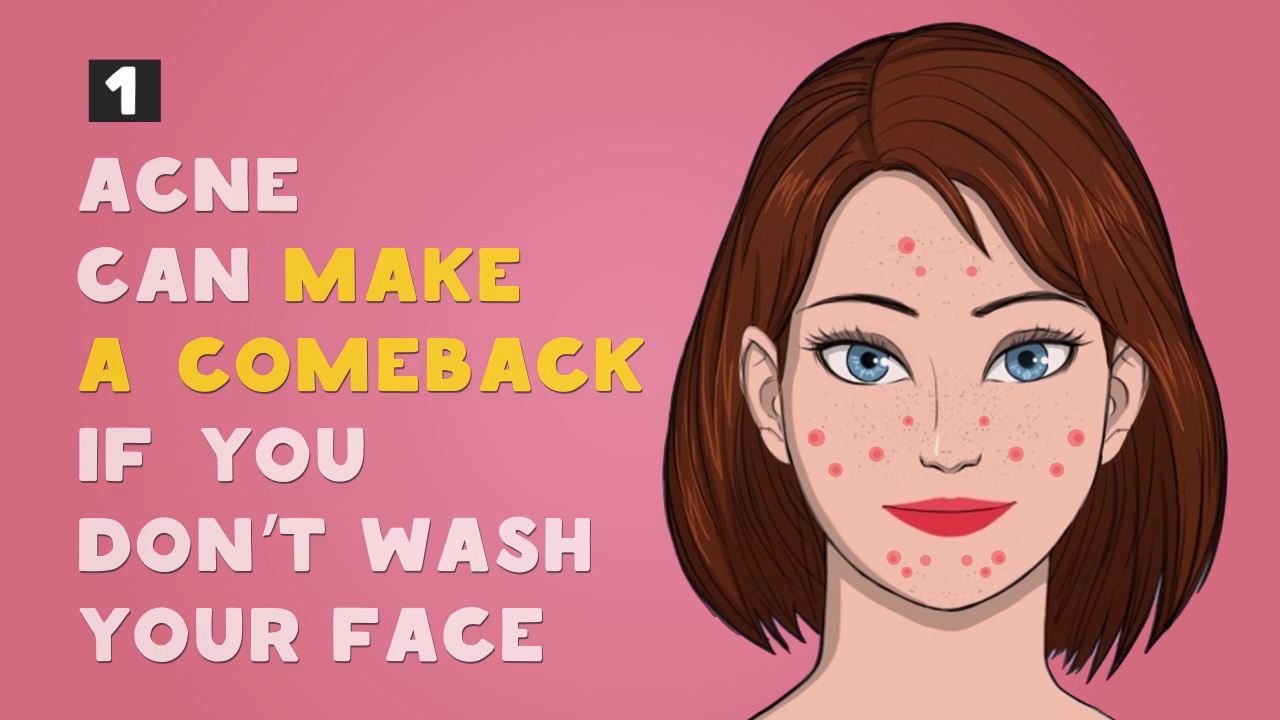 1
ACNE
CAN MAKE
A COMEBACK
IF YOU
DON'T WASH
YOUR FACE